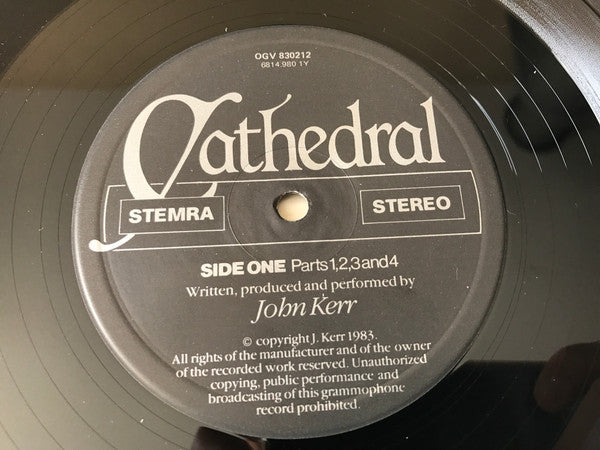 OGV 830212
6814.980 1Y
Cathedral
STEMRA
STEREO
SIDE ONE Parts 1,2,3 and 4
Written, produced and performed by
John Kerr
© copyright J. Kerr 1983.
All rights of the manufacturer and of the owner
of the recorded work reserved. Unauthorized
copying, public performance and
broadcasting of this grammophone
record prohibited.